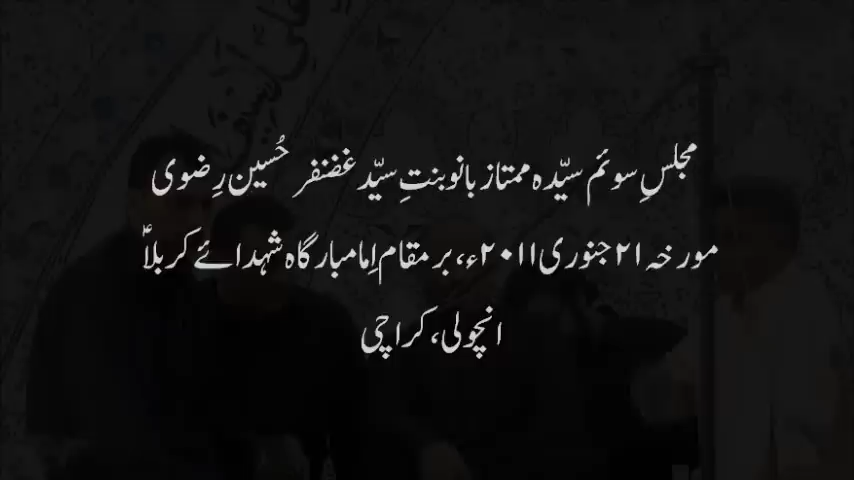 مجلسِ سوئم سیّدہ ممتاز بانو بنتِ سیّد غضنفر حُسین رِضوی
مورخہ ۲۱ جنوری ۲۰۱۱ء، بر مقام اِمامبارگاہ شہدائے کربلاؑ
انچولی، کراچی